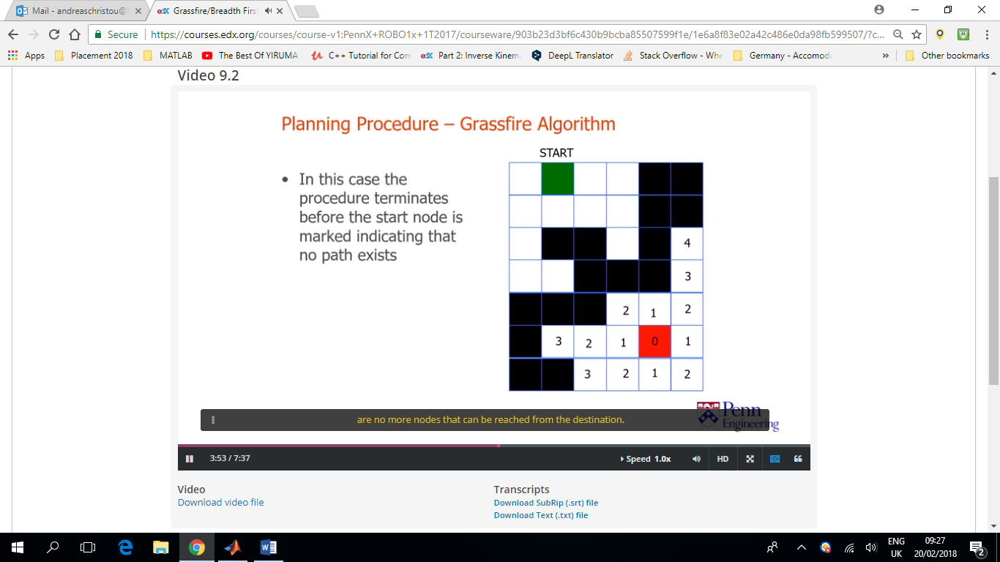 Mail - andreaschristou@
edX Grassfire/Breadth Firs
Secure https://courses.edx.org/courses/course-v1:PennX+ROBO1x+1T2017/courseware/903b23d3bf6c430b9bcba85507599f1e/1e6a8f83e02a42c486e0da98fb599507/?c...
Apps Placement 2018 MATLAB The Best Of YIRUMA C++ Tutorial for Com edX Part 2: Inverse Kinem DeepL Translator Stack Overflow - Whe Germany - Accomod » Other bookmarks
Video 9.2
Planning Procedure – Grassfire Algorithm
START
• In this case the
procedure terminates
before the start node is
marked indicating that
no path exists
4
3
2 1 2
3 2 1 0 1
3 2 1 2
Penn
Engineering
are no more nodes that can be reached from the destination.
3:53 / 7:37 Speed 1.0x HD CC
Video
Download video file
Transcripts
Download SubRip (.srt) file
Download Text (.txt) file
ENG
UK
09:27
20/02/2018
2